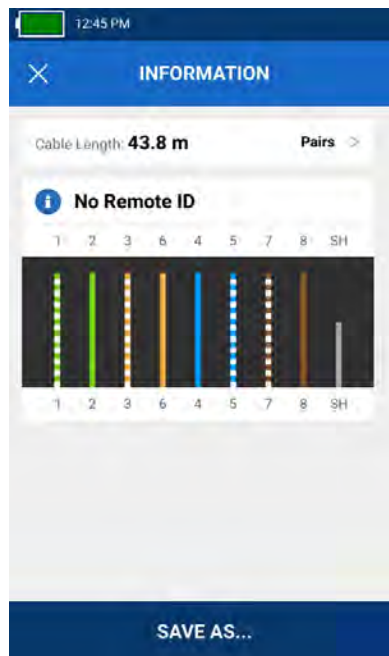 12:45 PM
INFORMATION
Cable Length: 43.8 m Pairs >
i No Remote ID
1 2 3 6 4 5 7 8 SH
1 2 3 6 4 5 7 8 SH
SAVE AS...